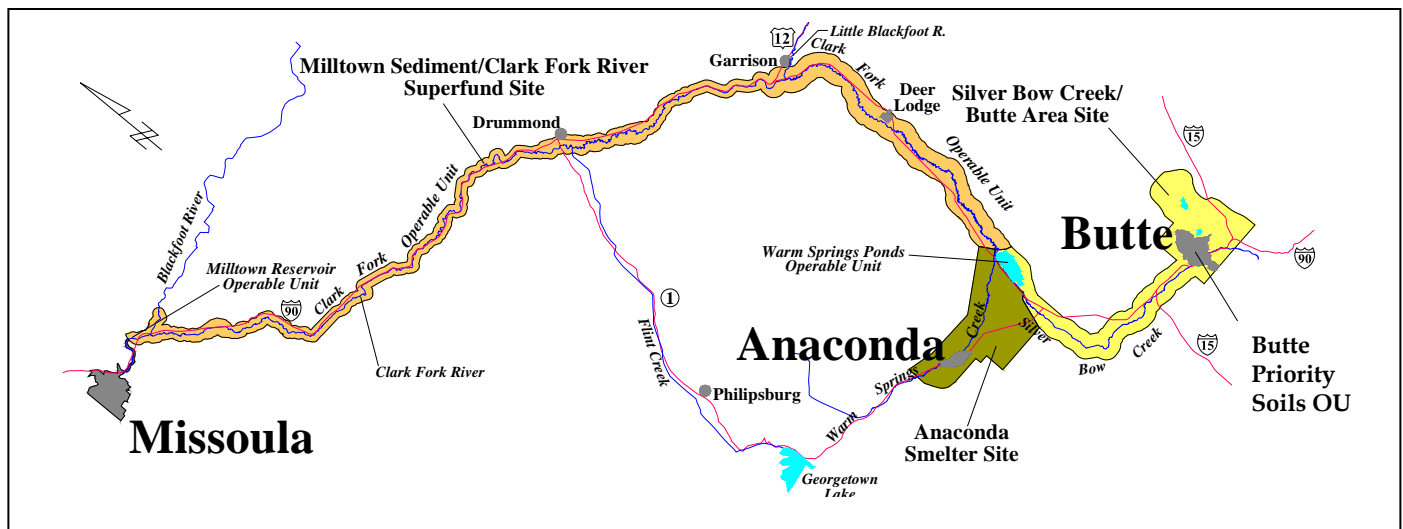 12
Little Blackfoot R.
Garrison
Clark
Fork
Operable Unit
Milltown Sediment/Clark Fork River
Superfund Site
Deer
Lodge
Silver Bow Creek/
Butte Area Site
15
Drummond
Blackfoot River
Clark
Fork
Operable Unit
Butte
Warm Springs Ponds
Operable Unit
90
Milltown Reservoir
Operable Unit
90
1
Flint Creek
Anaconda
Silver
Bow
Creek
15
Butte
Priority
Soils OU
Clark Fork River
Philipsburg
Warm
Springs
Creek
Missoula
Anaconda
Smelter Site
Georgetown
Lake